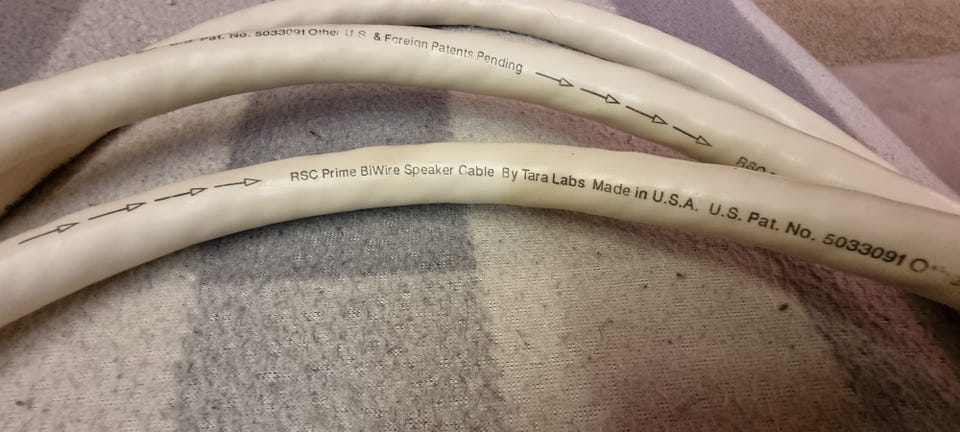 Pat. No. 5033091 Other U.S. & Foreign Patents Pending
RSC
RSC Prime BiWire Speaker Cable By Tara Labs Made in U.S.A. U.S. Pat. No. 5033091